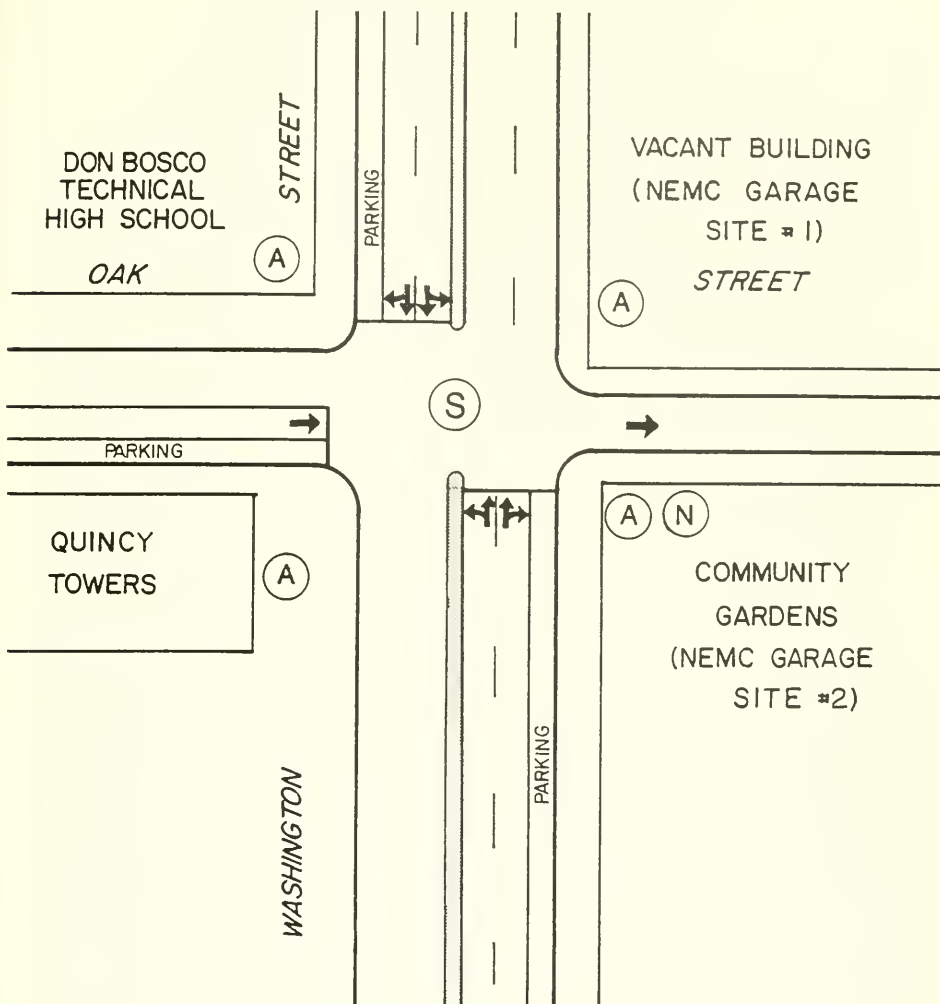 DON BOSCO
TECHNICAL
HIGH SCHOOL
STREET
PARKING
VACANT BUILDING
(NEMC GARAGE
SITE #1)
OAK
A
STREET
A
S
PARKING
QUINCY
TOWERS
A
A N
COMMUNITY
GARDENS
(NEMC GARAGE
SITE #2)
WASHINGTON
PARKING